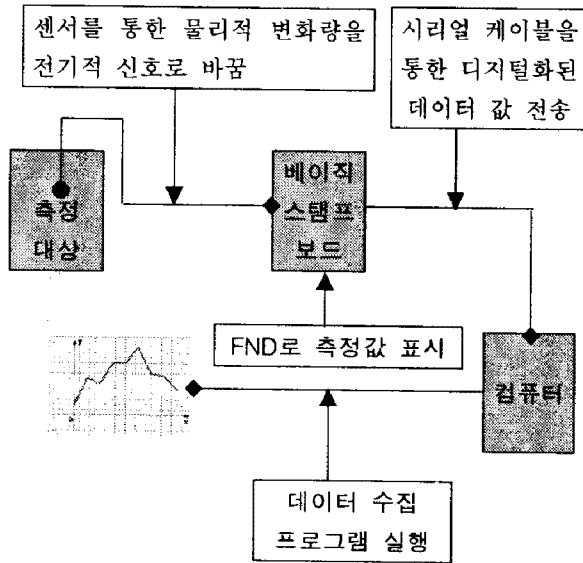 센서를 통한 물리적 변화량을
전기적 신호로 바꿈
시리얼 케이블을
통한 디지털화된
데이터 값 전송
측정
대상
베이직
스탬프
보드
FND로 측정값 표시
컴퓨터
데이터 수집
프로그램 실행